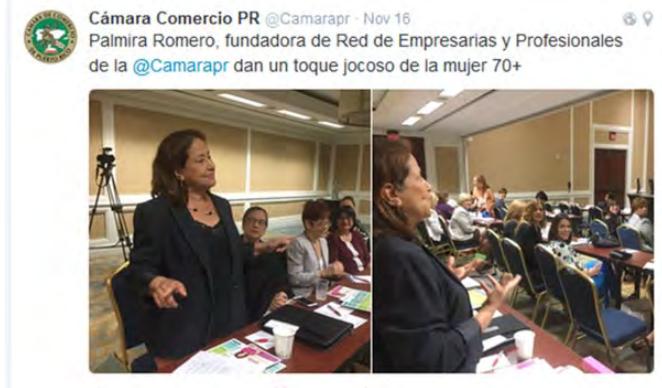 Cámara Comercio PR @Camarapr · Nov 16
Palmira Romero, fundadora de Red de Empresarias y Profesionales
de la @Camarapr dan un toque jocoso de la mujer 70+